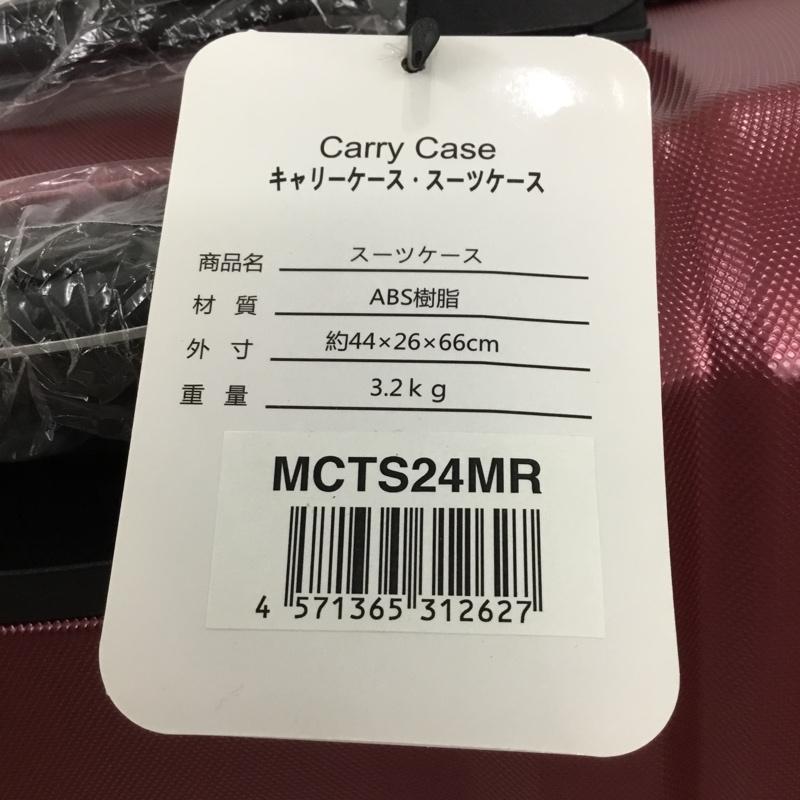 Carry Case
キャリーケース・スーツケース
商品名 スーツケース
材 質 ABS樹脂
外 寸 約44×26×66cm
重 量 3.2kg
MCTS24MR
4 571365 312627